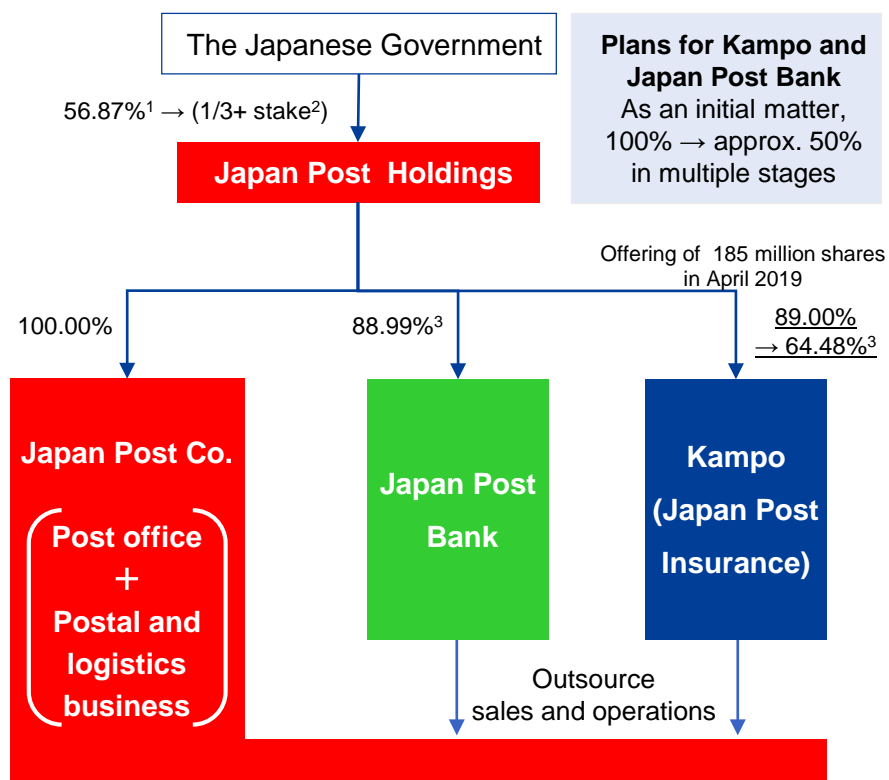 The Japanese Government
Plans for Kampo and
Japan Post Bank
As an initial matter,
100% → approx. 50%
in multiple stages
56.87%¹ → (1/3+ stake²)
Japan Post Holdings
Offering of 185 million shares
in April 2019
100.00%
88.99%³
89.00%
→ 64.48%³
Japan Post Co.
Post office
+
Postal and
logistics
business
Japan Post
Bank
Kampo
(Japan Post
Insurance)
Outsource
sales and operations